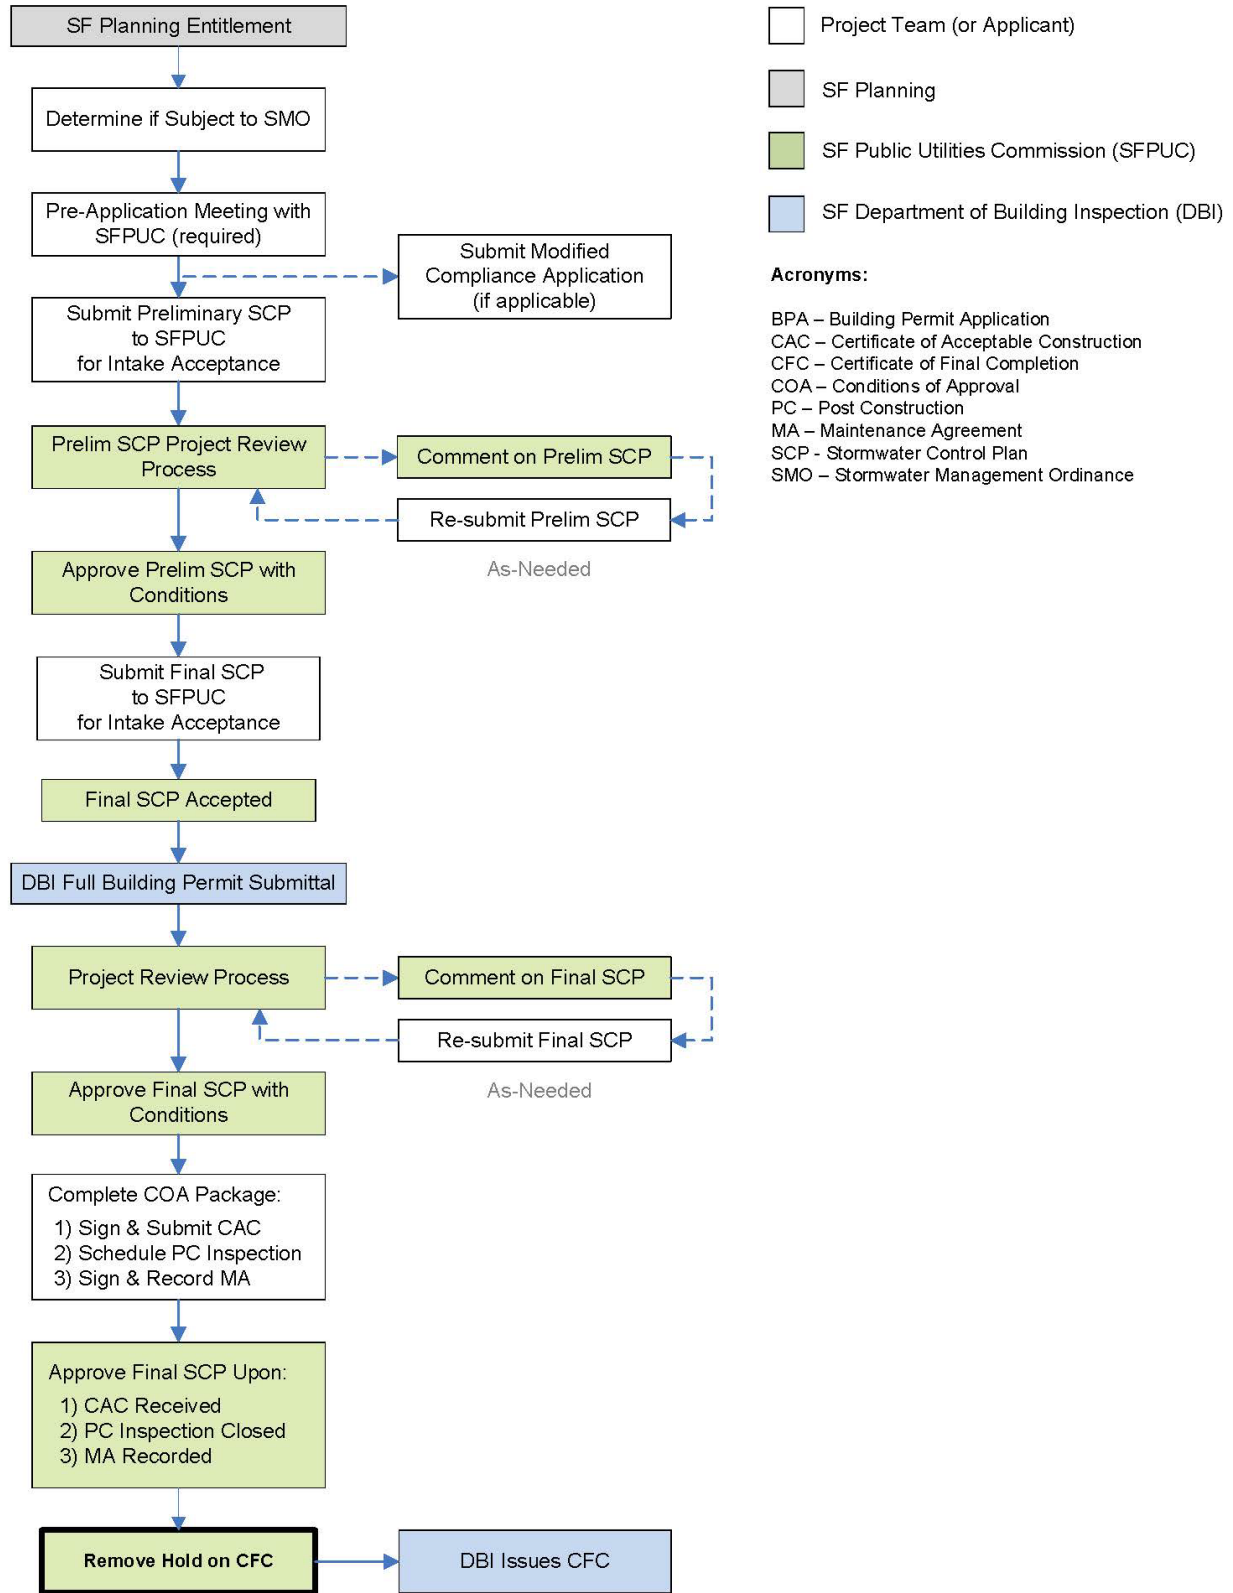 SF Planning Entitlement
Determine if Subject to SMO
Pre-Application Meeting with
SFPUC (required)
Submit Modified
Compliance Application
(if applicable)
Submit Preliminary SCP
to SFPUC
for Intake Acceptance
Prelim SCP Project Review
Process
Comment on Prelim SCP
Re-submit Prelim SCP
As-Needed
Approve Prelim SCP with
Conditions
Submit Final SCP
to SFPUC
for Intake Acceptance
Final SCP Accepted
DBI Full Building Permit Submittal
Project Review Process
Comment on Final SCP
Re-submit Final SCP
As-Needed
Approve Final SCP with
Conditions
Complete COA Package:
1) Sign & Submit CAC
2) Schedule PC Inspection
3) Sign & Record MA
Approve Final SCP Upon:
1) CAC Received
2) PC Inspection Closed
3) MA Recorded
Remove Hold on CFC
DBI Issues CFC
Project Team (or Applicant)
SF Planning
SF Public Utilities Commission (SFPUC)
SF Department of Building Inspection (DBI)
Acronyms:
BPA – Building Permit Application
CAC – Certificate of Acceptable Construction
CFC – Certificate of Final Completion
COA – Conditions of Approval
PC – Post Construction
MA – Maintenance Agreement
SCP - Stormwater Control Plan
SMO – Stormwater Management Ordinance